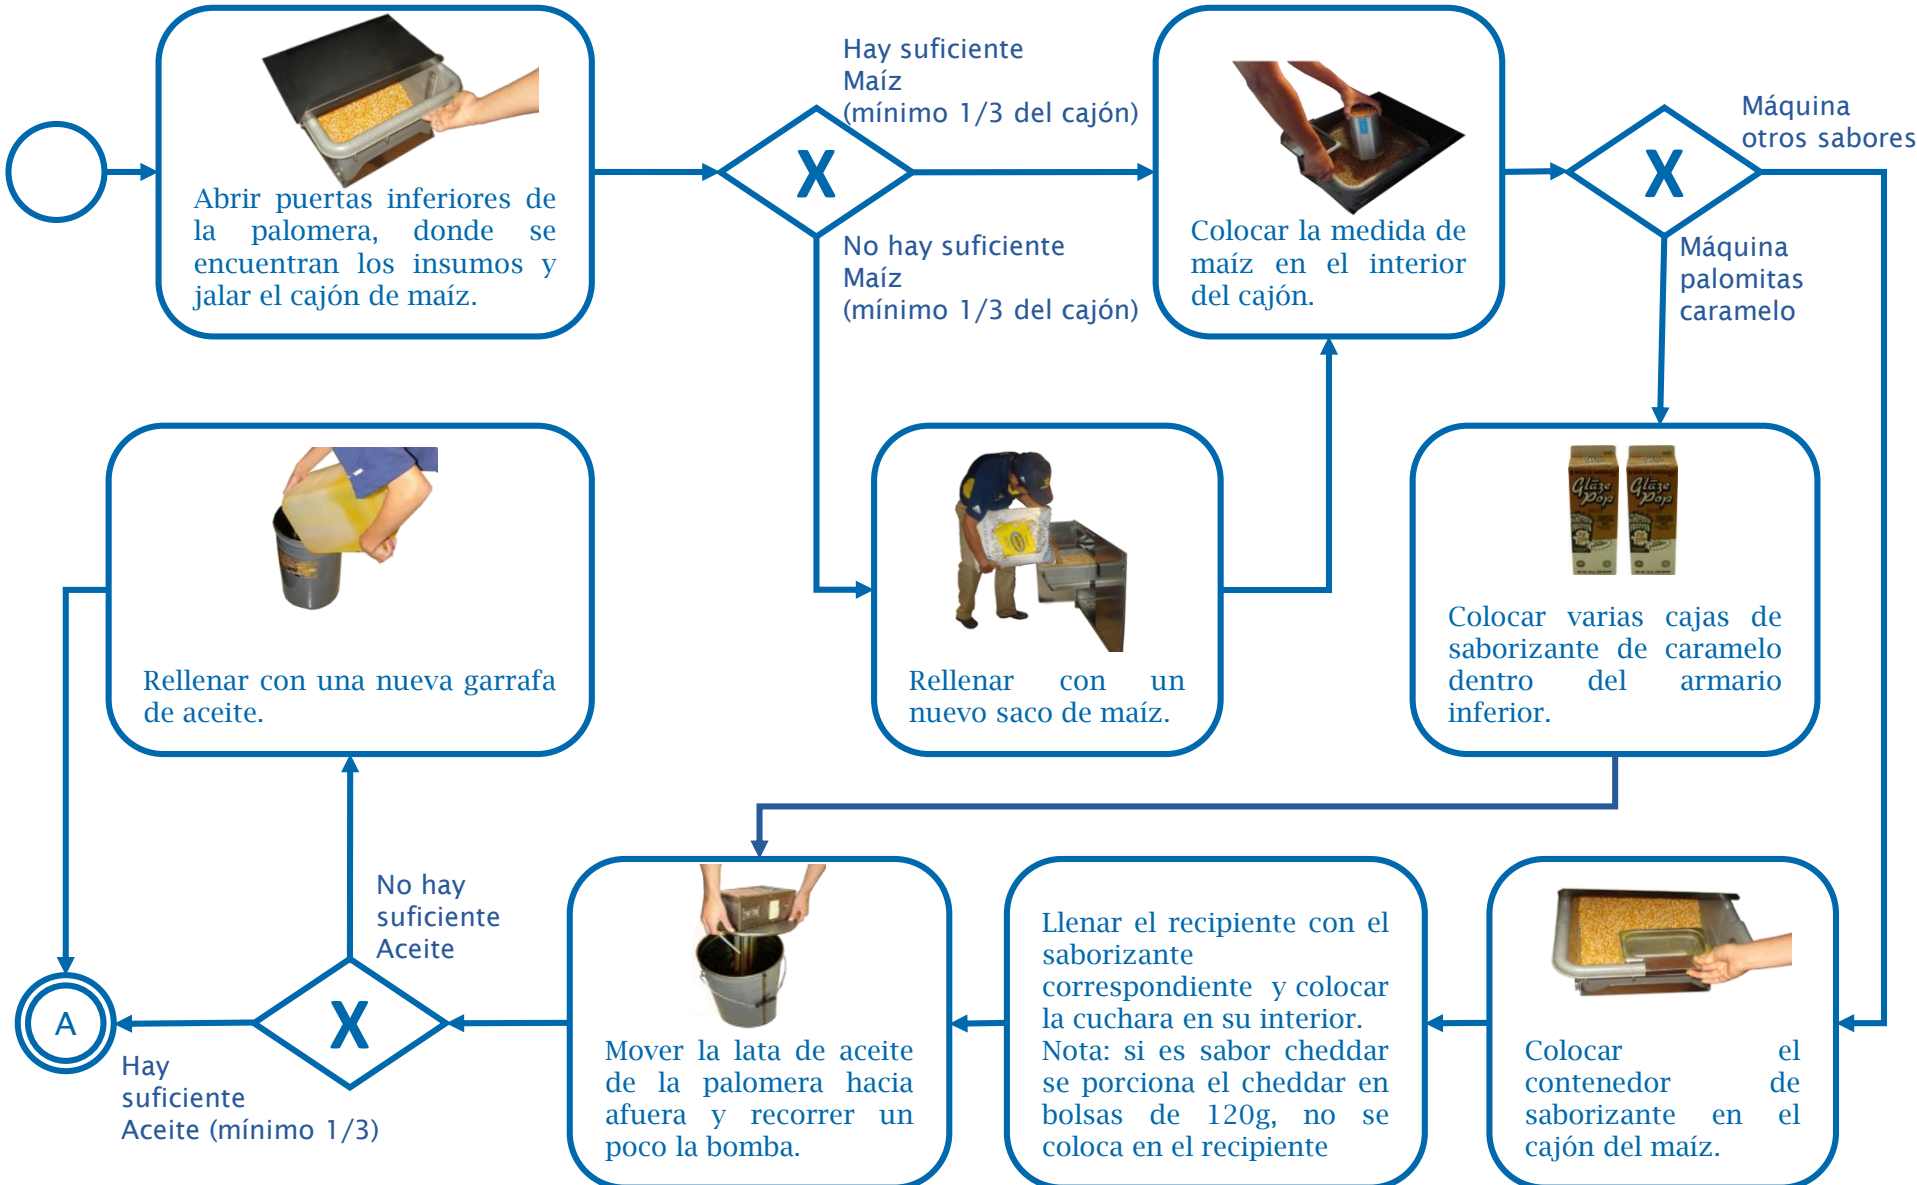 Abrir puertas inferiores de
la palomera, donde se
encuentran los insumos y
jalar el cajón de maíz.
Hay suficiente
Maíz
(mínimo 1/3 del cajón)
X
No hay suficiente
Maíz
(mínimo 1/3 del cajón)
Colocar la medida de
maíz en el interior
del cajón.
X
Máquina
otros sabores
Máquina
palomitas
caramelo
Rellenar con una nueva garrafa
de aceite.
Rellenar con un
nuevo saco de maíz.
Glaze
Pop
Glaze
Pop
Colocar varias cajas de
saborizante de caramelo
dentro del armario
inferior.
No hay
suficiente
Aceite
A
X
Hay
suficiente
Aceite (mínimo 1/3)
Mover la lata de aceite
de la palomera hacia
afuera y recorrer un
poco la bomba.
Llenar el recipiente con el
saborizante
correspondiente y colocar
la cuchara en su interior.
Nota: si es sabor cheddar
se porciona el cheddar en
bolsas de 120g, no se
coloca en el recipiente
Colocar el
contenedor de
saborizante en el
cajón del maíz.